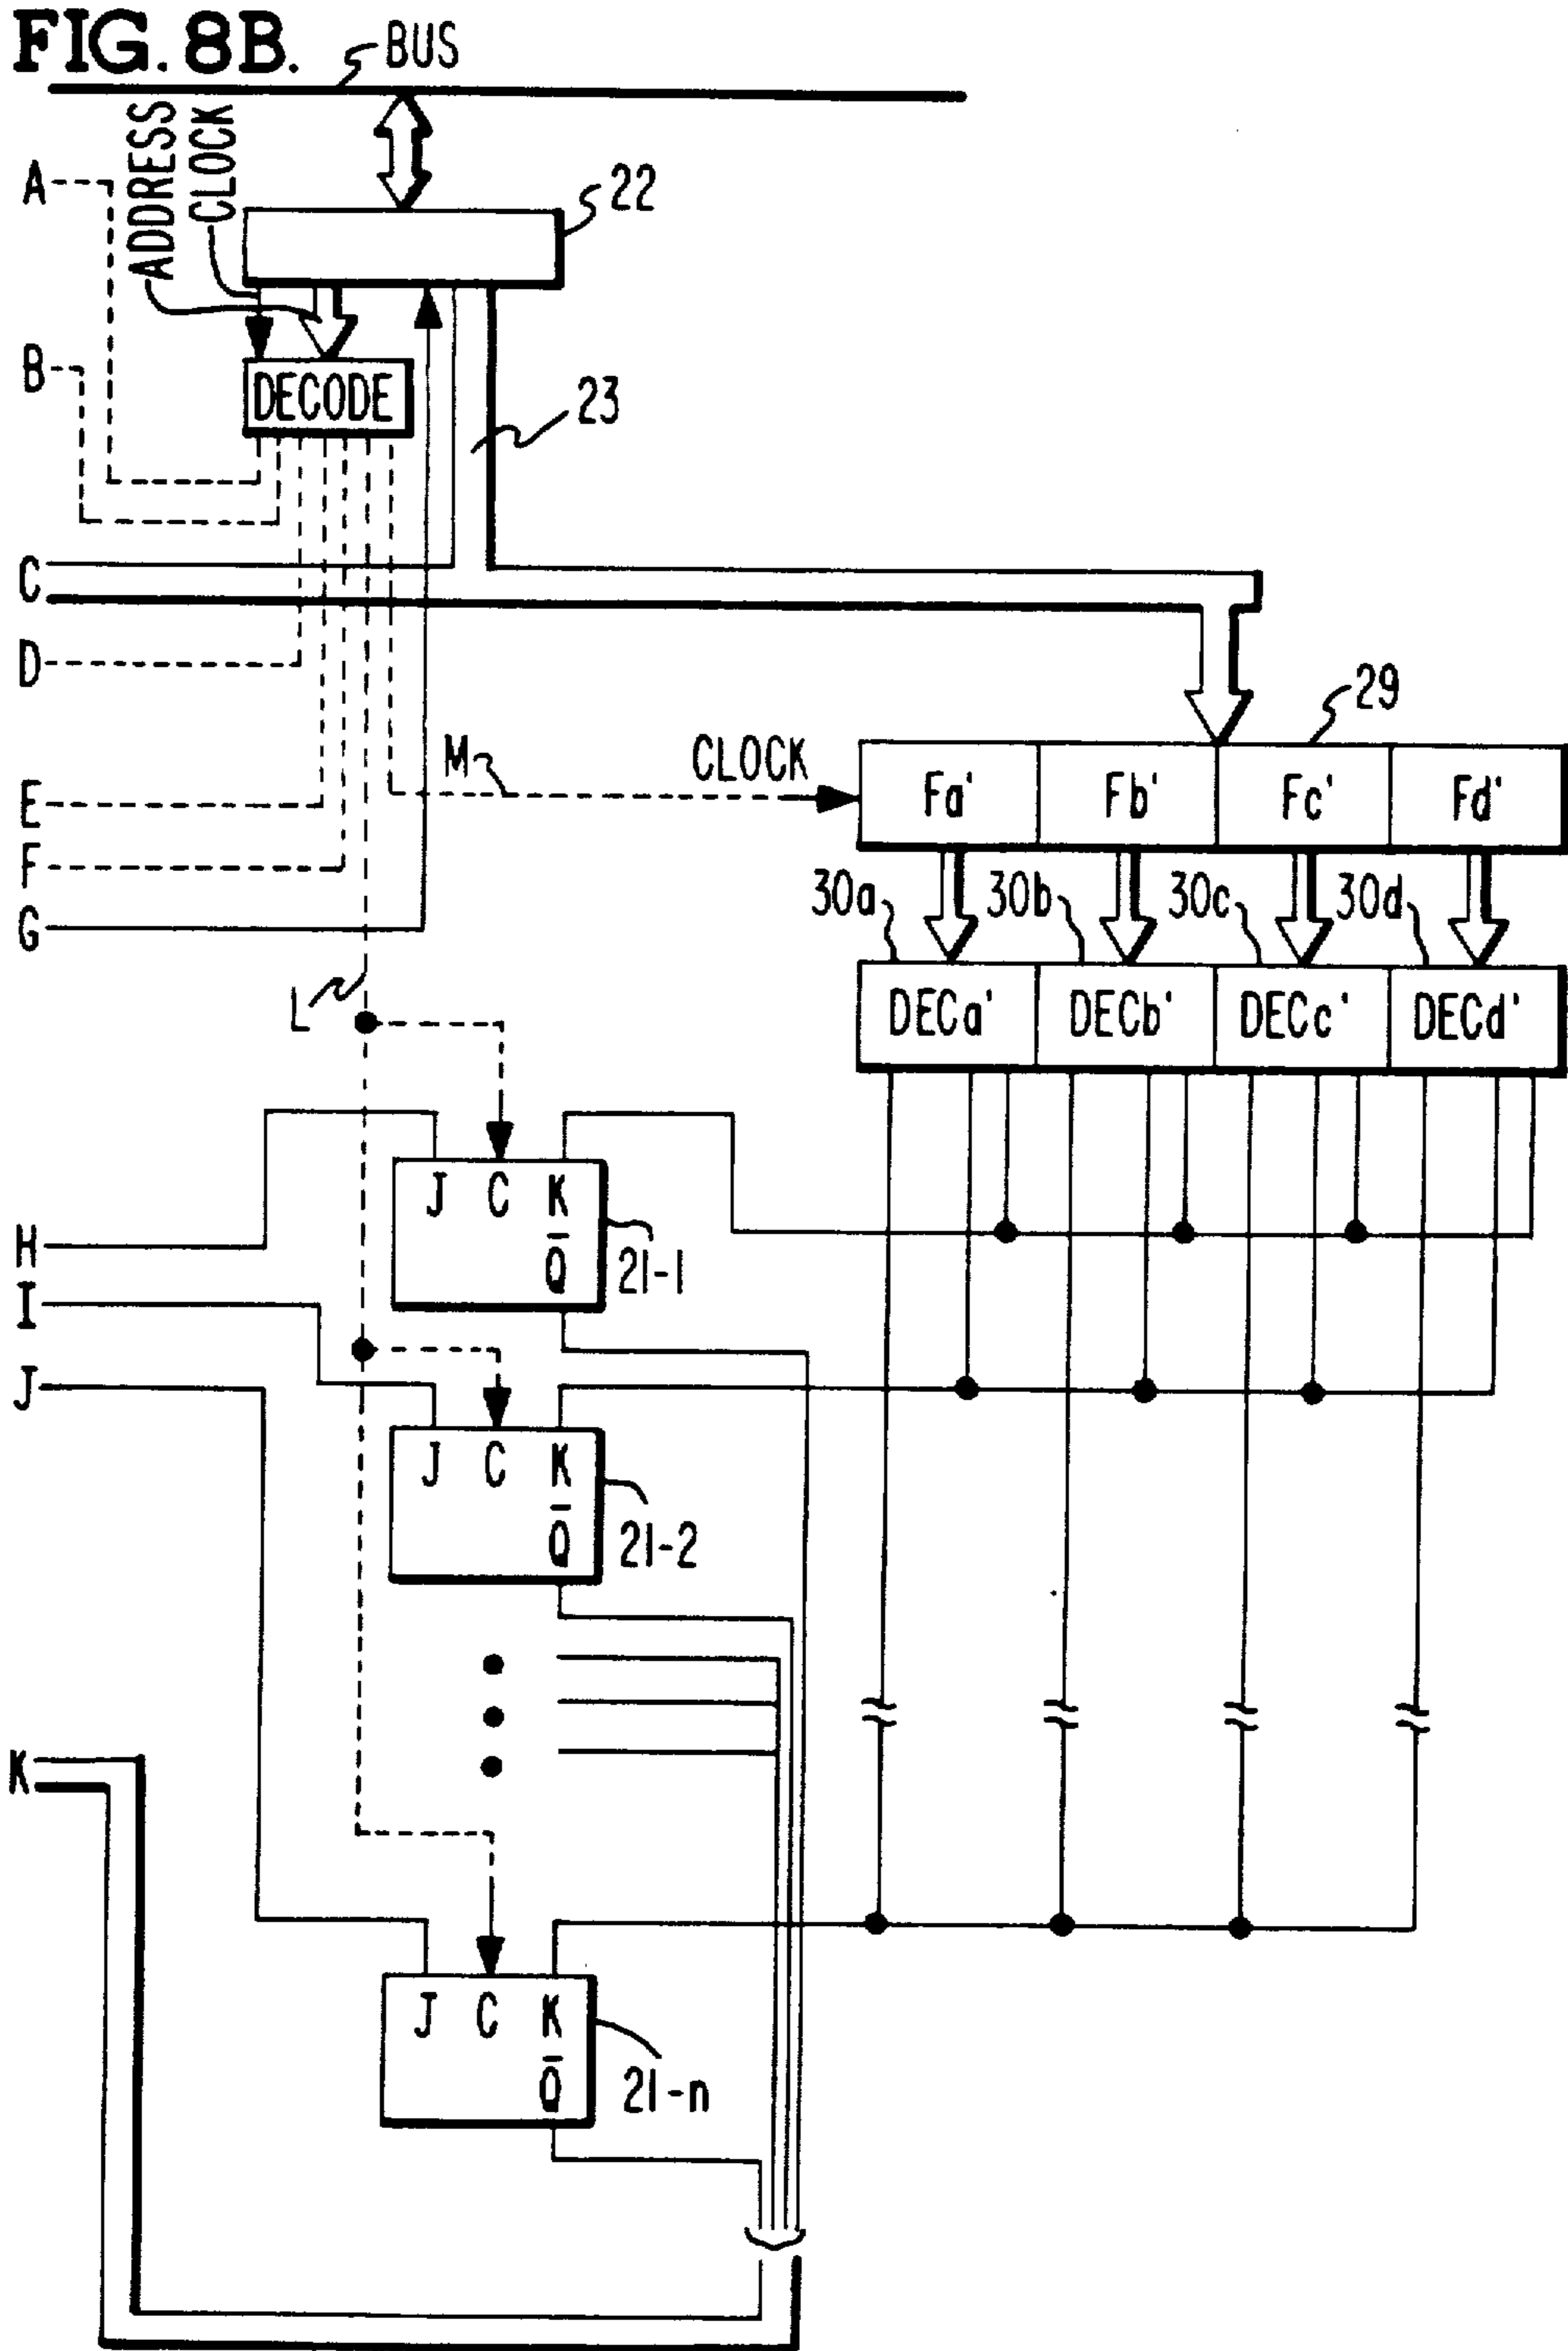 FIG. 8B.
BUS
ADDRESS
CLOCK
A
22
B
DECODE
23
C
D
29
M
CLOCK
Fa' Fb' Fc' Fd'
E
F
G
30a 30b 30c 30d
L
DECa' DECb' DECc' DECd'
J C K
Q̅
21-1
H
I
J
J C K
Q̅
21-2
K
J C K
Q̅
21-n